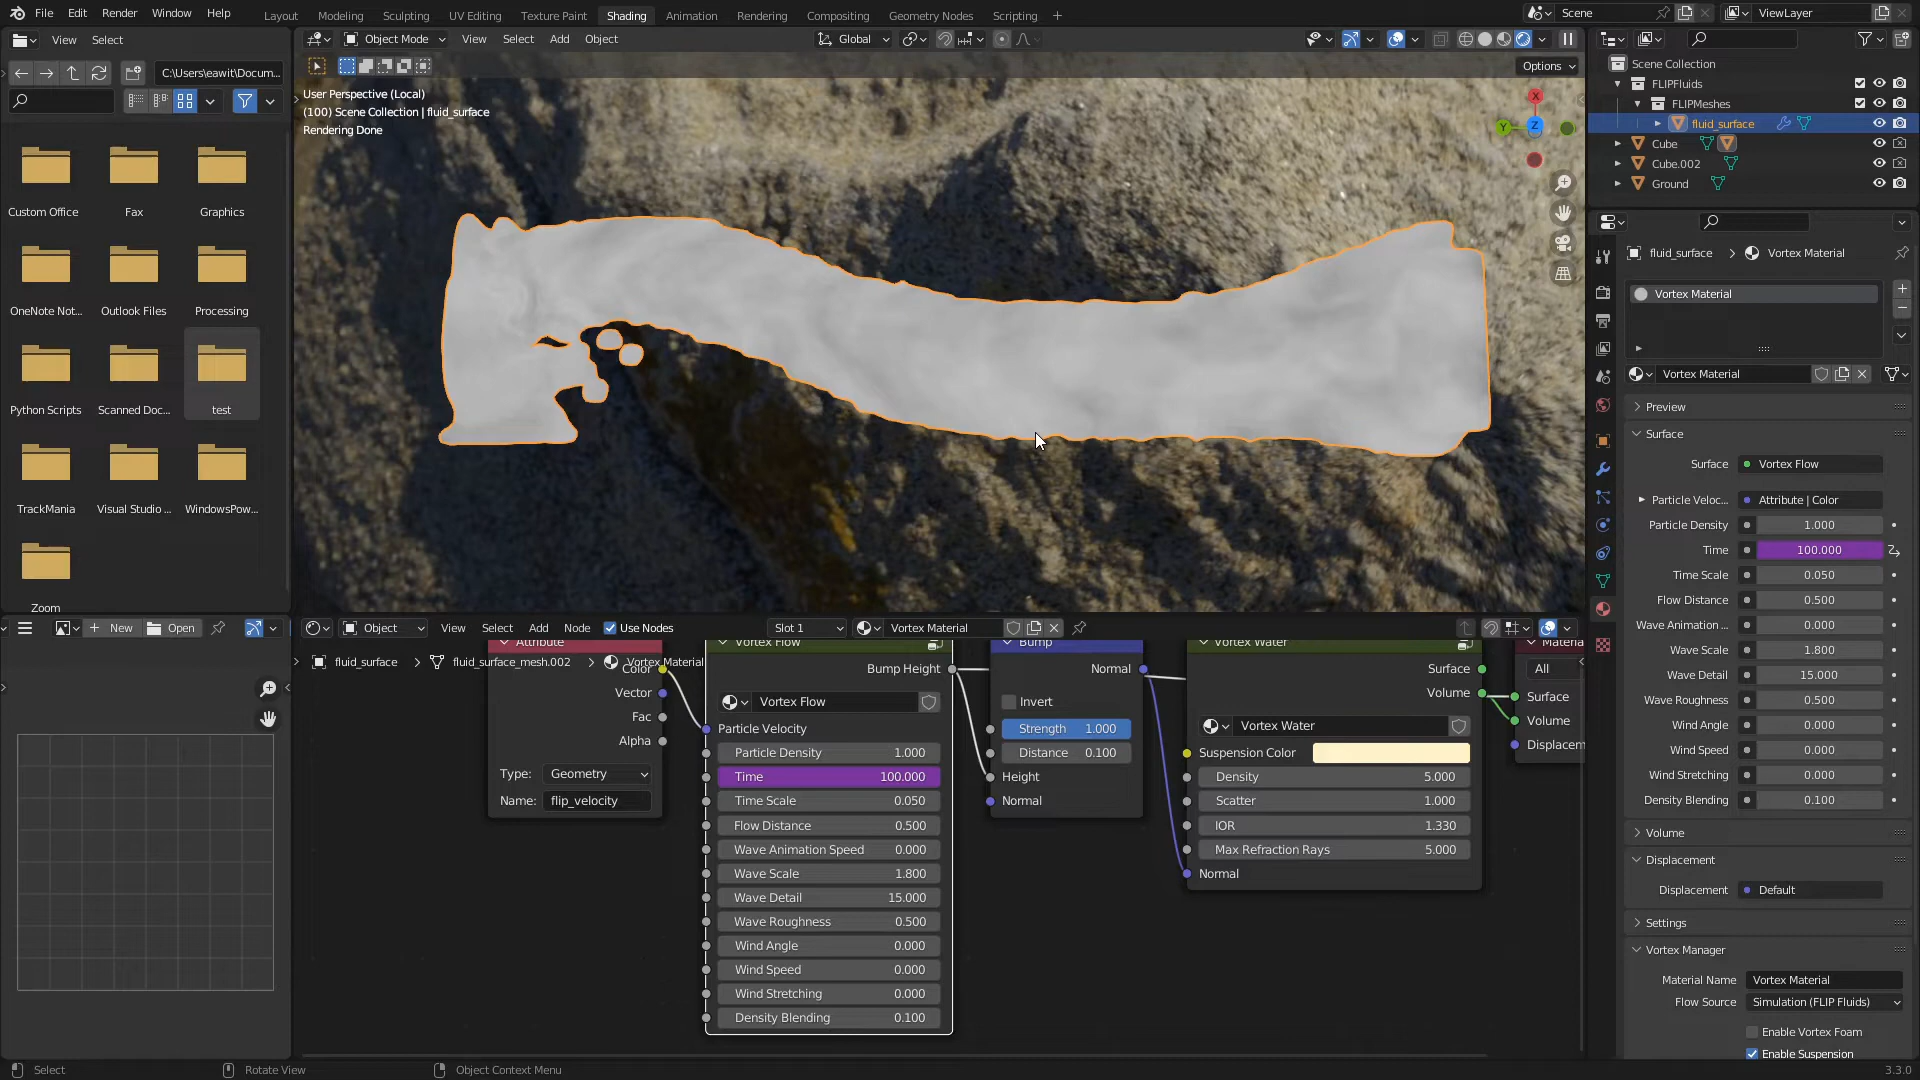 File Edit Render Window Help Layout Modeling Sculpting UV Editing Texture Paint Shading Animation Rendering Compositing Geometry Nodes Scripting + Scene ViewLayer
View Select Object Mode View Select Add Object Global
C:\Users\eawit\Docum... Options
User Perspective (Local)
(100) Scene Collection | fluid_surface
Rendering Done
X
Y
Z
Scene Collection
FLIPFluids
FLIPMeshes
fluid_surface
Cube
Cube.002
Ground
Custom Office Fax Graphics
OneNote Not... Outlook Files Processing
Python Scripts Scanned Doc... test
TrackMania Visual Studio ... WindowsPow...
Zoom
fluid_surface Vortex Material
Vortex Material
Vortex Material
Preview
Surface
Surface Vortex Flow
Particle Veloc... Attribute | Color
Particle Density 1.000
Time 100.000
Time Scale 0.050
Flow Distance 0.500
Wave Animation ... 0.000
Wave Scale 1.800
Wave Detail 15.000
Wave Roughness 0.500
Wind Angle 0.000
Wind Speed 0.000
Wind Stretching 0.000
Density Blending 0.100
Volume
Displacement
Displacement Default
Settings
Vortex Manager
Material Name Vortex Material
Flow Source Simulation (FLIP Fluids)
Enable Vortex Foam
Enable Suspension
New Open
Object View Select Add Node Use Nodes Slot 1 Vortex Material
fluid_surface fluid_surface_mesh.002 Vortex Material
Attribute
Color
Vector
Fac
Alpha
Type: Geometry
Name: flip_velocity
Vortex Flow
Bump Height
Vortex Flow
Particle Velocity
Particle Density 1.000
Time 100.000
Time Scale 0.050
Flow Distance 0.500
Wave Animation Speed 0.000
Wave Scale 1.800
Wave Detail 15.000
Wave Roughness 0.500
Wind Angle 0.000
Wind Speed 0.000
Wind Stretching 0.000
Density Blending 0.100
Bump
Normal
Invert
Strength 1.000
Distance 0.100
Height
Normal
Vortex Water
Surface
Volume
Vortex Water
Suspension Color
Density 5.000
Scatter 1.000
IOR 1.330
Max Refraction Rays 5.000
Normal
Materia
All
Surface
Volume
Displacem
Select Rotate View Object Context Menu 3.3.0